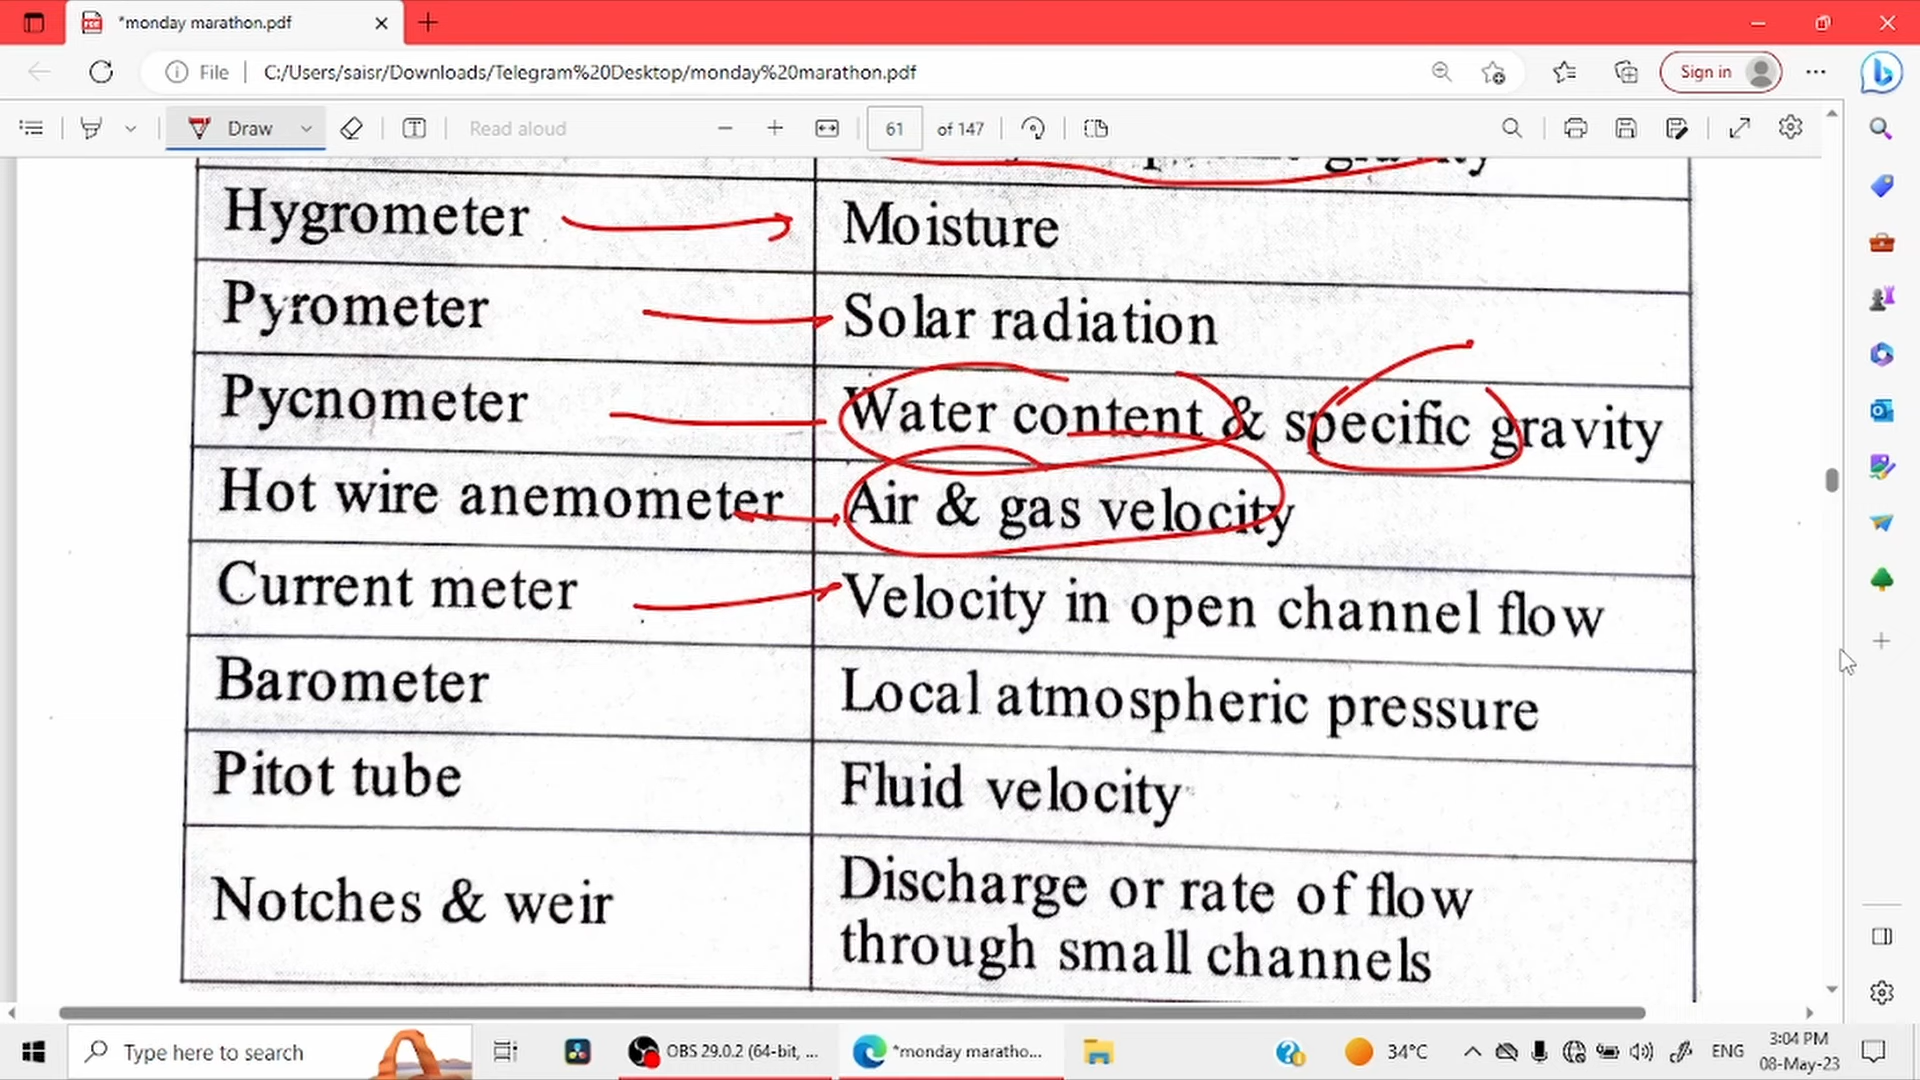 *monday marathon.pdf
File
C:/Users/saisr/Downloads/Telegram%20Desktop/monday%20marathon.pdf
Sign in
Draw
Read aloud
61 of 147
gravity
Hygrometer Moisture
Pyrometer Solar radiation
Pycnometer Water content & specific gravity
Hot wire anemometer Air & gas velocity
Current meter Velocity in open channel flow
Barometer Local atmospheric pressure
Pitot tube Fluid velocity
Notches & weir Discharge or rate of flow
through small channels
Type here to search
OBS 29.0.2 (64-bit, ...
*monday maratho...
34°C
ENG
3:04 PM
08-May-23